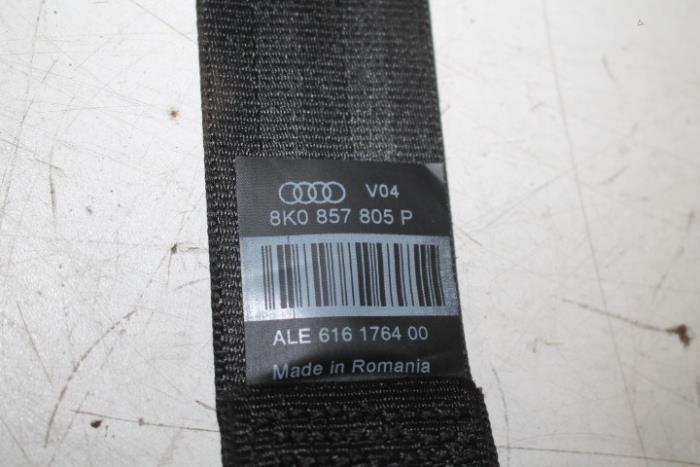 V04
8K0 857 805 P
ALE 616 1764 00
Made in Romania